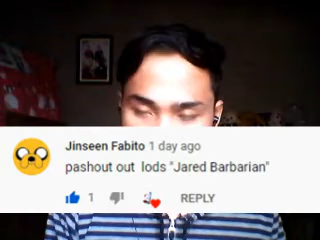 Jinseen Fabito 1 day ago
pashout out lods "Jared Barbarian"
1 REPLY